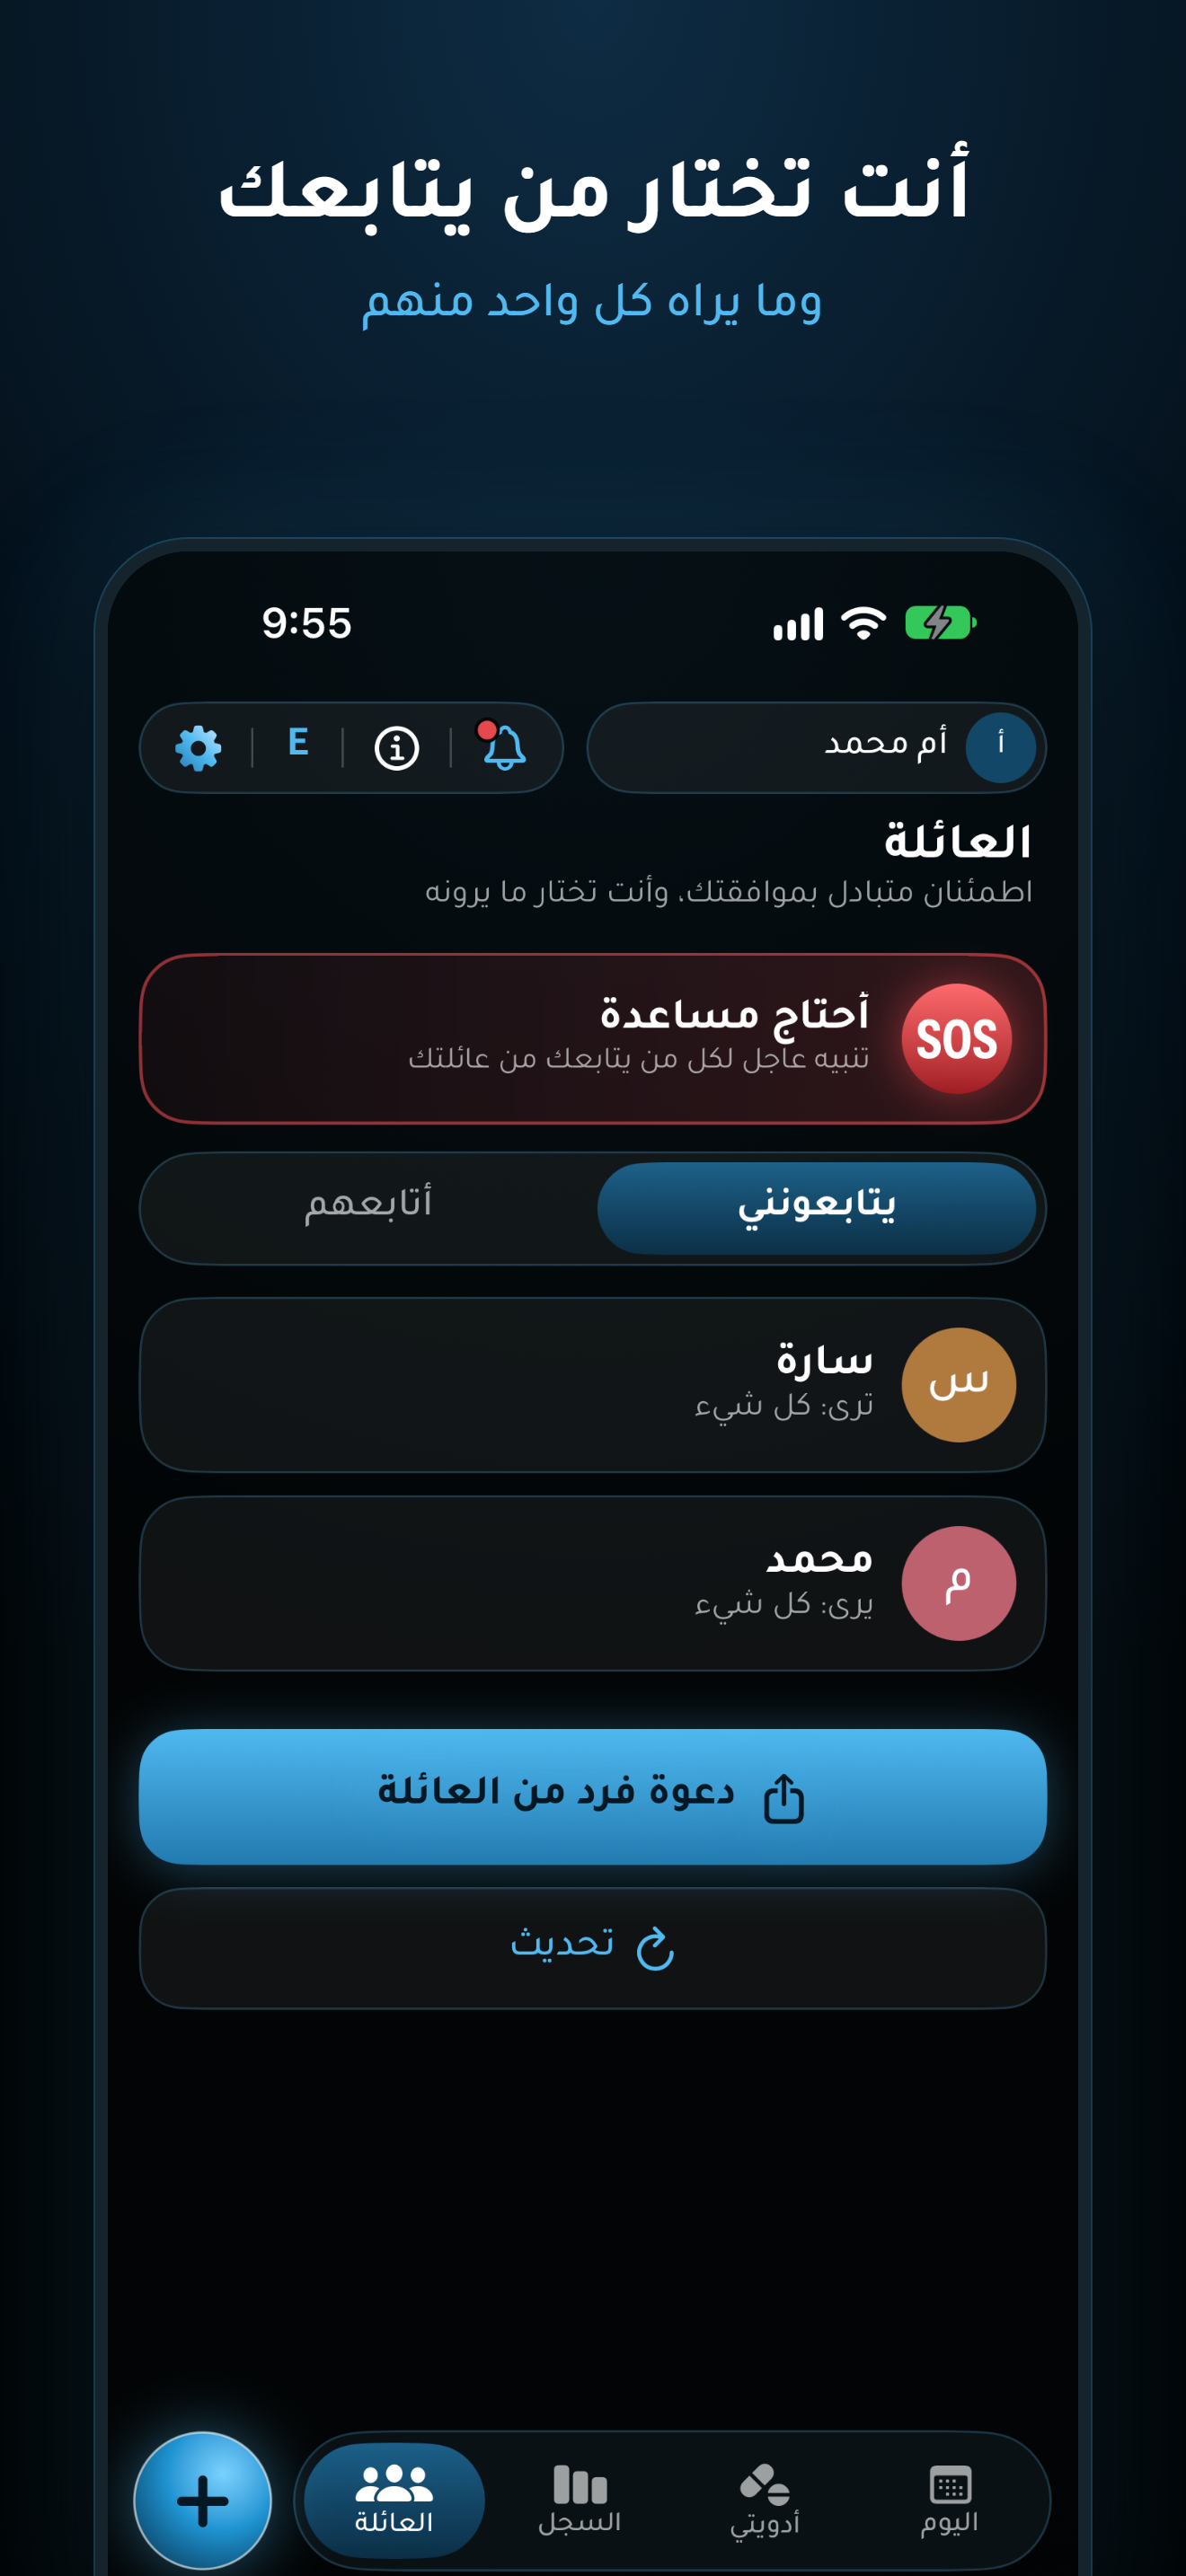 أنت تختار من يتابعك
وما يراه كل واحد منهم
9:55
أ
أم محمد
E
العائلة
اطمئنان متبادل بموافقتك، وأنت تختار ما يرونه
SOS
أحتاج مساعدة
تنبيه عاجل لكل من يتابعك من عائلتك
يتابعونني
أتابعهم
س
سارة
ترى: كل شيء
م
محمد
يرى: كل شيء
دعوة فرد من العائلة
تحديث
اليوم
أدويتي
السجل
العائلة